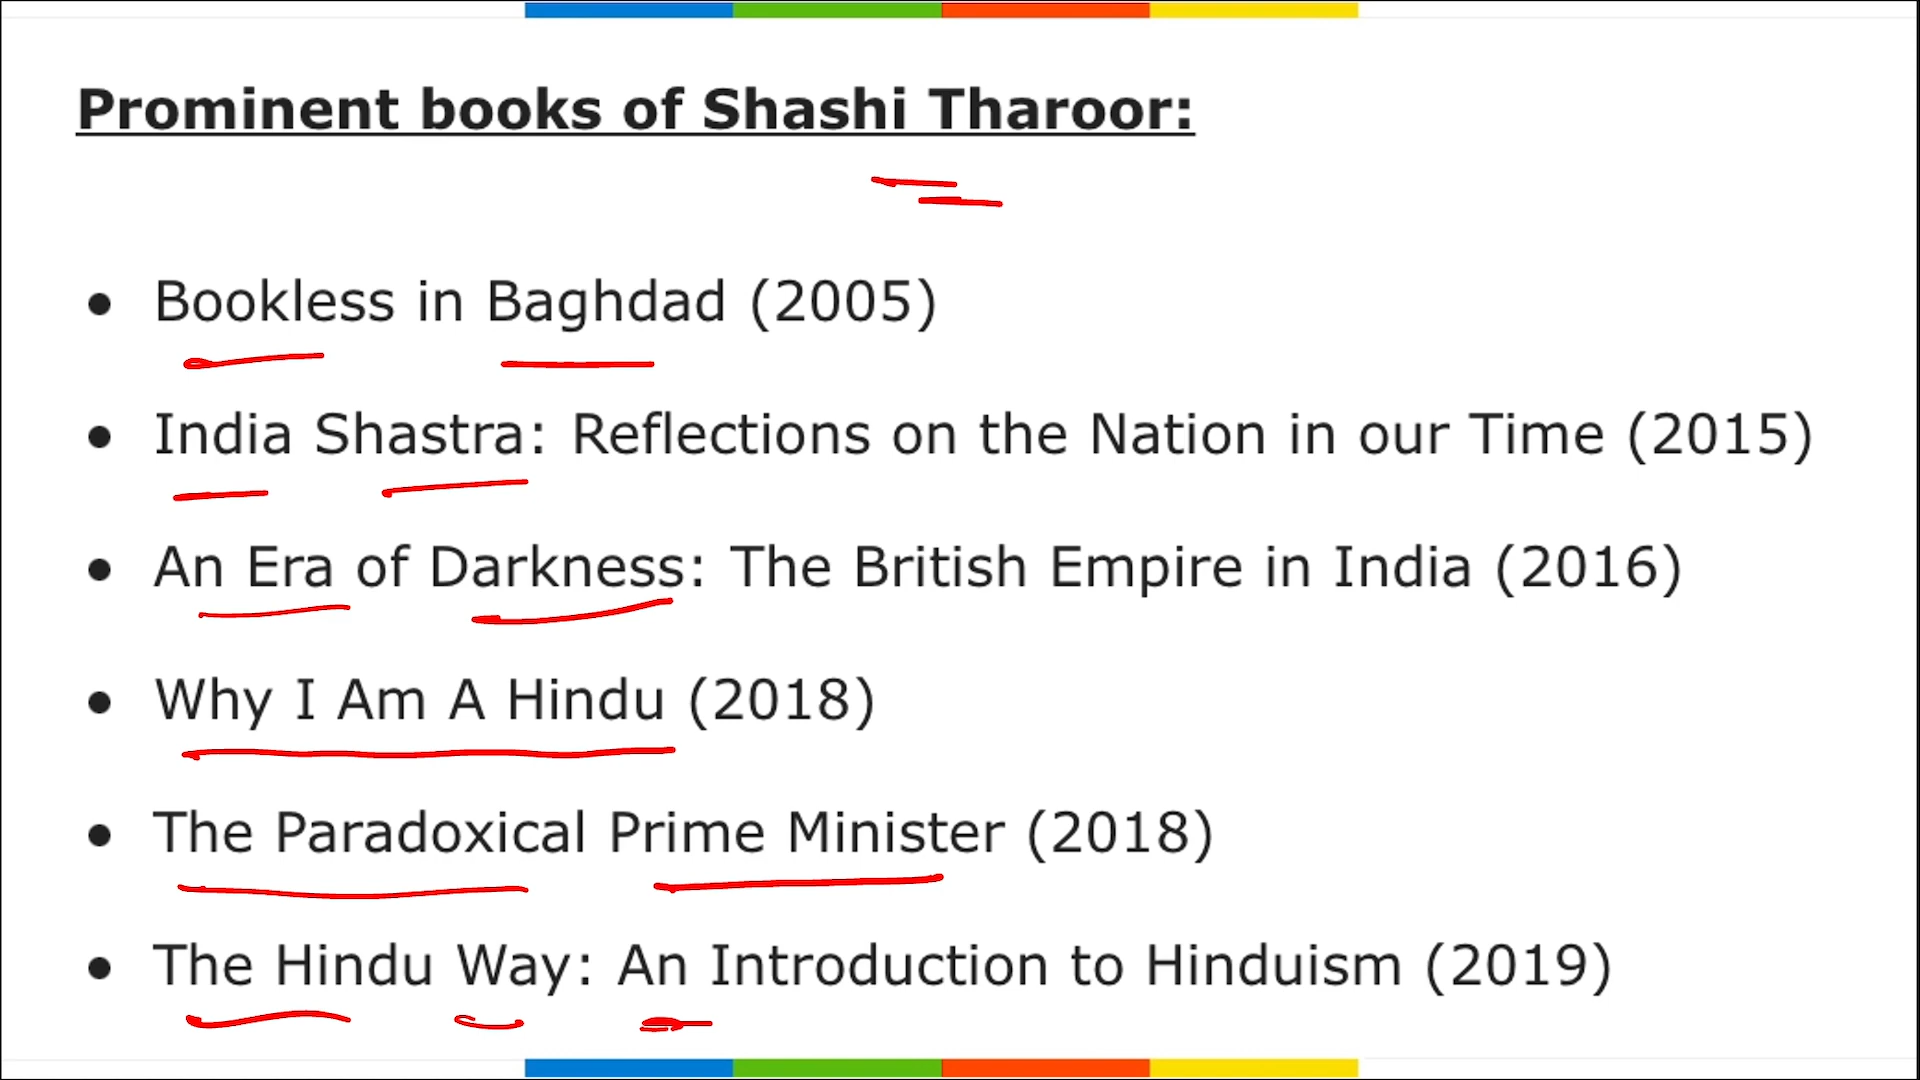 Prominent books of Shashi Tharoor:
● Bookless in Baghdad (2005)
● India Shastra: Reflections on the Nation in our Time (2015)
● An Era of Darkness: The British Empire in India (2016)
● Why I Am A Hindu (2018)
● The Paradoxical Prime Minister (2018)
● The Hindu Way: An Introduction to Hinduism (2019)